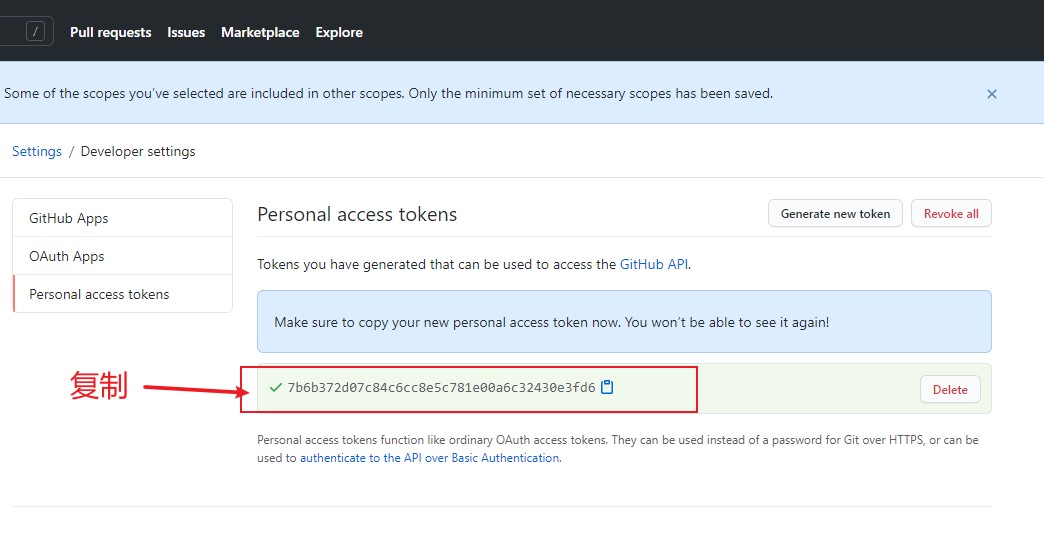 / Pull requests Issues Marketplace Explore
Some of the scopes you've selected are included in other scopes. Only the minimum set of necessary scopes has been saved. ×
Settings / Developer settings
GitHub Apps
OAuth Apps
Personal access tokens
Personal access tokens Generate new token Revoke all
Tokens you have generated that can be used to access the GitHub API.
Make sure to copy your new personal access token now. You won't be able to see it again!
复制
✓ 7b6b372d07c84c6cc8e5c781e00a6c32430e3fd6 Delete
Personal access tokens function like ordinary OAuth access tokens. They can be used instead of a password for Git over HTTPS, or can be
used to authenticate to the API over Basic Authentication.